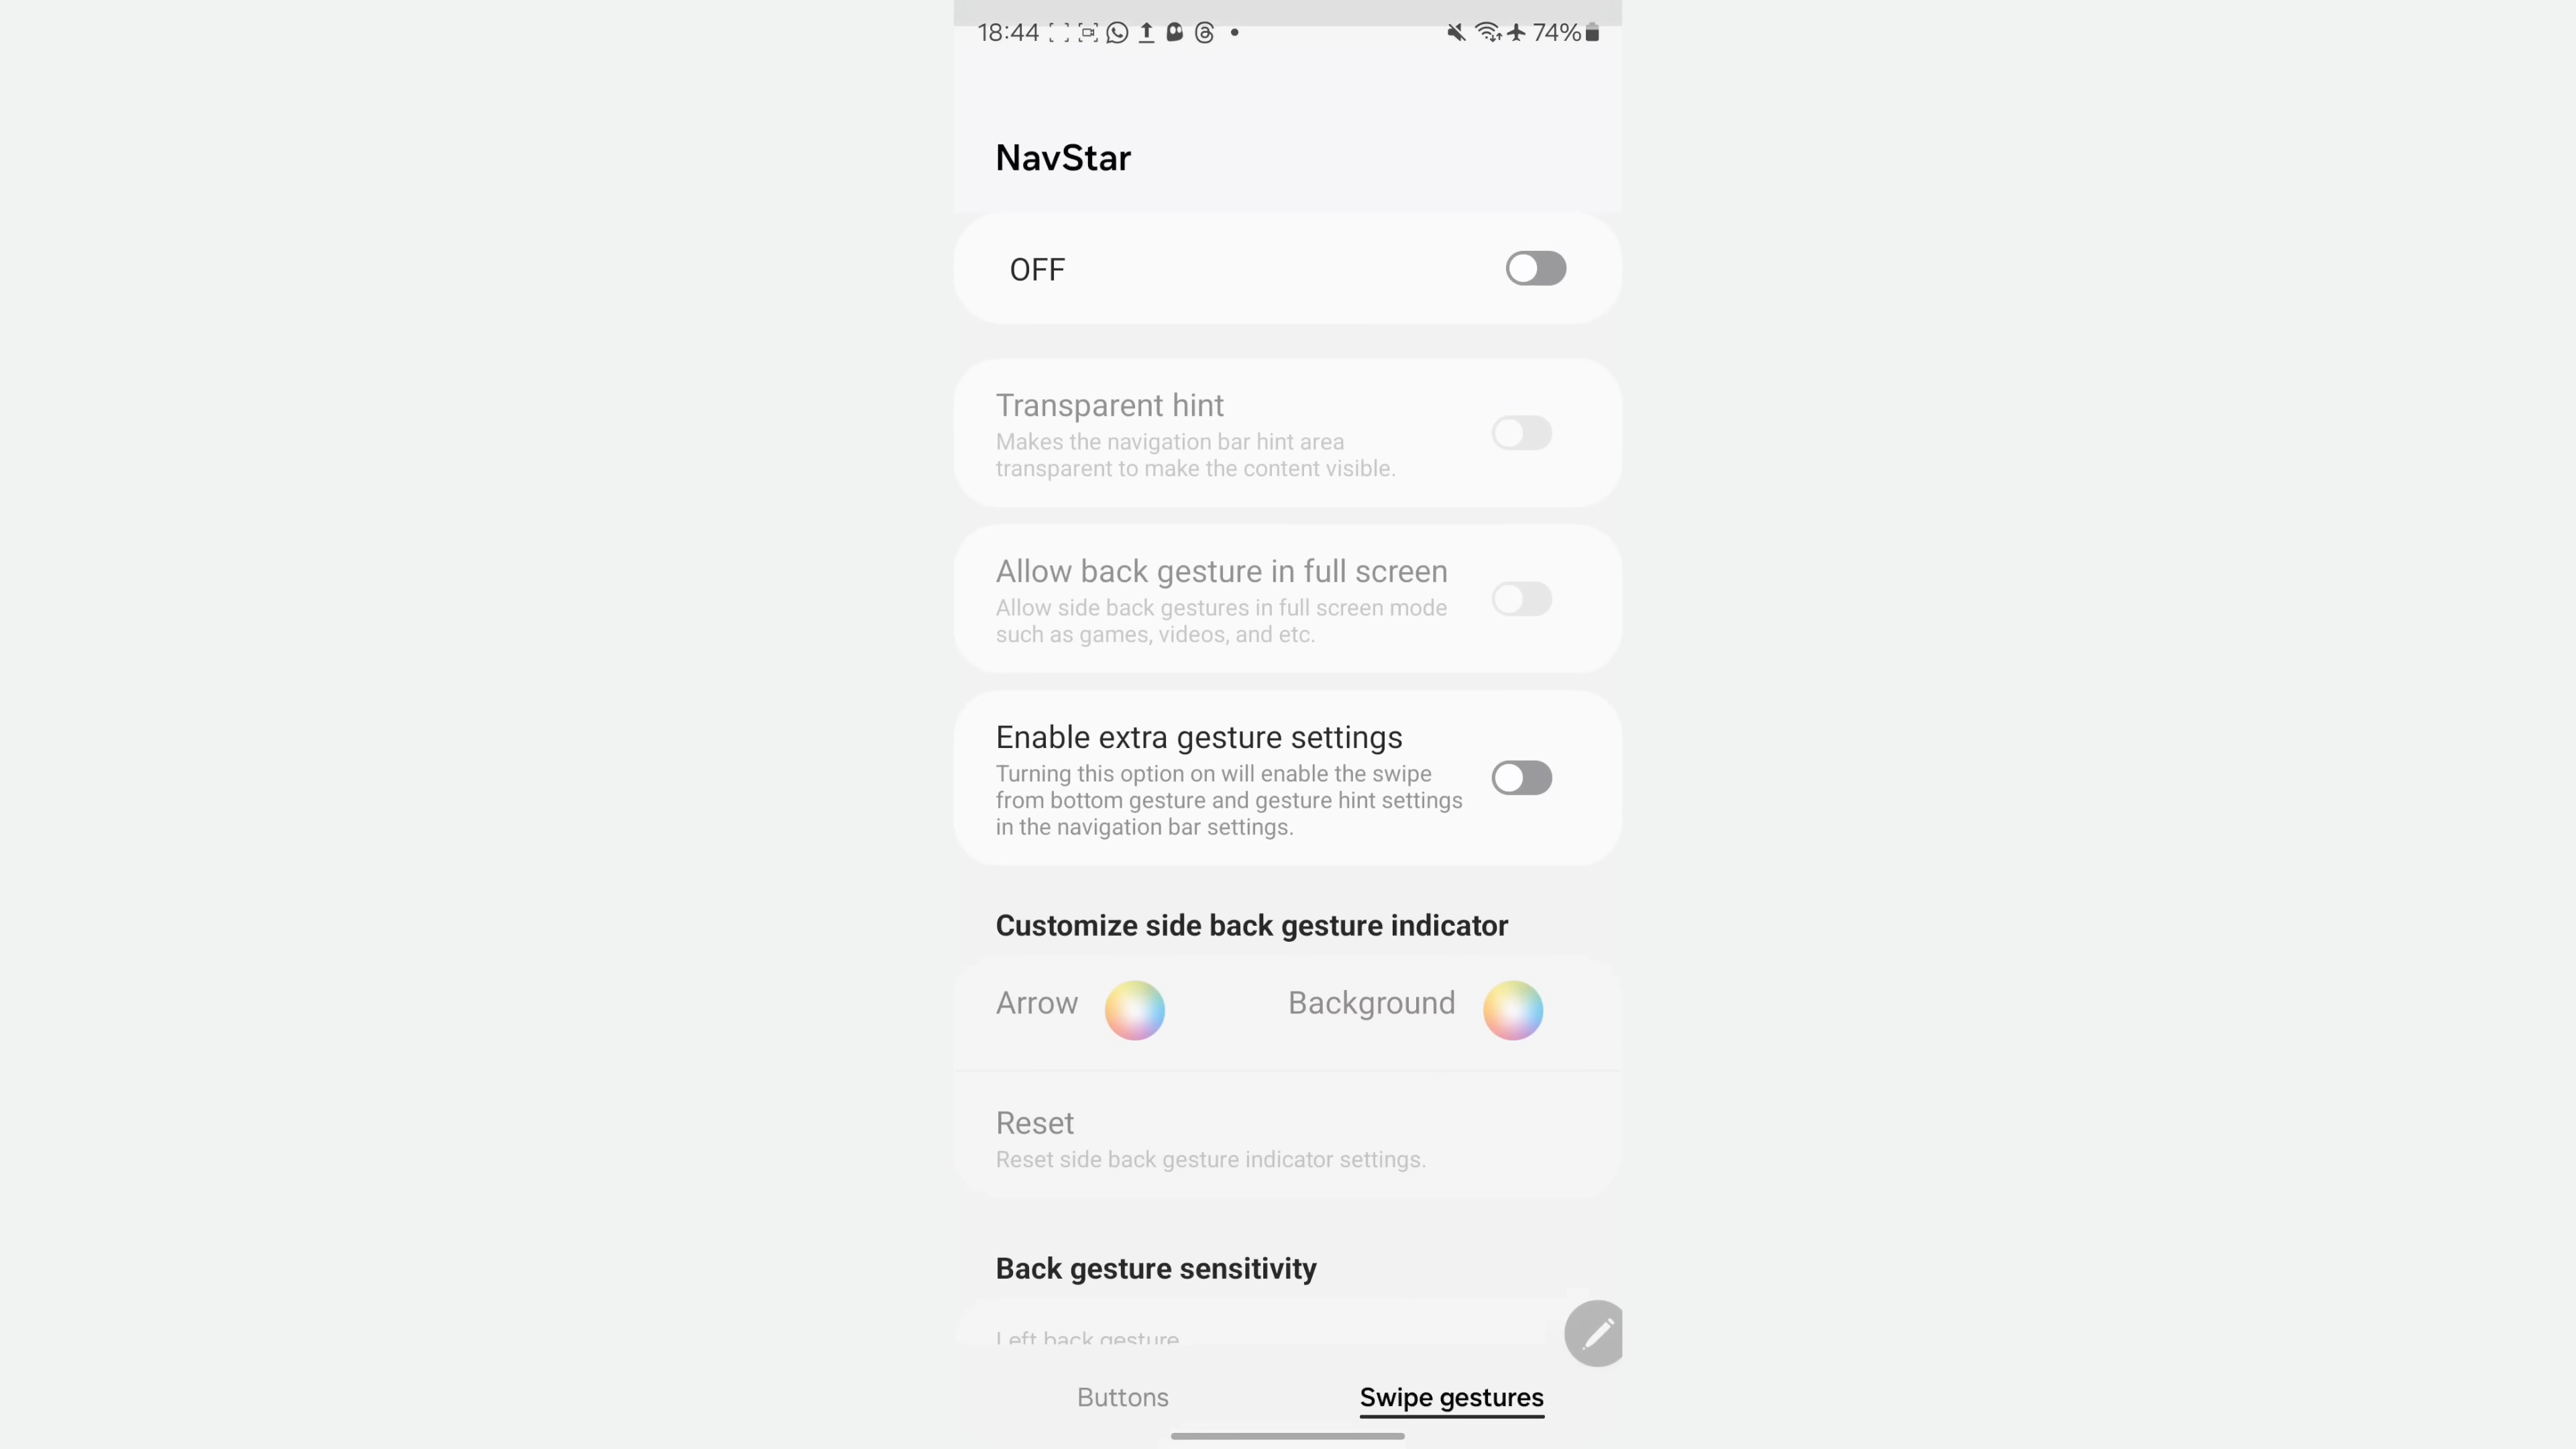 18:44
74%
NavStar
OFF
Transparent hint
Makes the navigation bar hint area
transparent to make the content visible.
Allow back gesture in full screen
Allow side back gestures in full screen mode
such as games, videos, and etc.
Enable extra gesture settings
Turning this option on will enable the swipe
from bottom gesture and gesture hint settings
in the navigation bar settings.
Customize side back gesture indicator
Arrow
Background
Reset
Reset side back gesture indicator settings.
Back gesture sensitivity
Left back gesture
Buttons
Swipe gestures